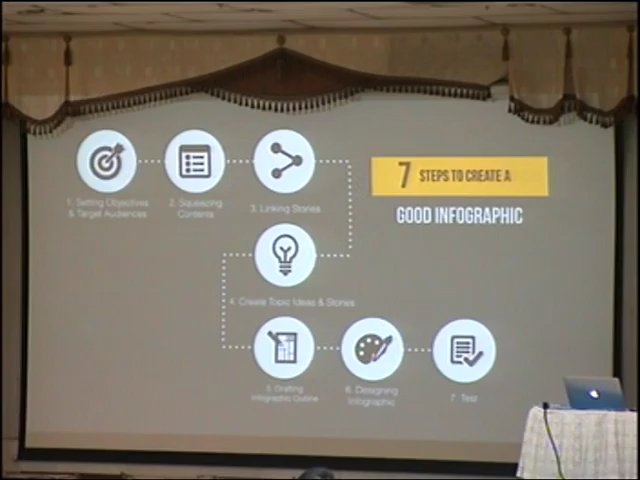 7 STEPS TO CREATE A
GOOD INFOGRAPHIC
1. Setting Objectives
& Target Audiences
2. Squeezing
Contents
3. Linking Stories
4. Create Topic Ideas & Stories
5. Drafting
Infographic Outline
6. Designing
Infographic
7. Test